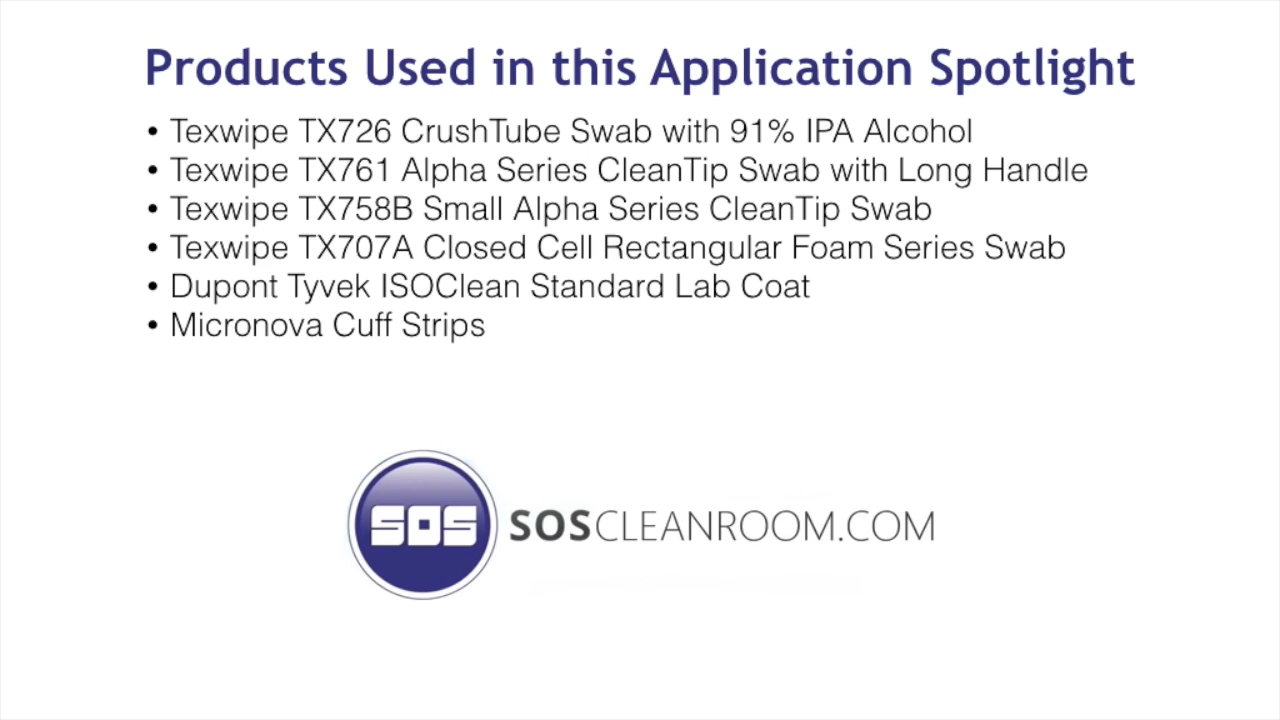 Products Used in this Application Spotlight
• Texwipe TX726 CrushTube Swab with 91% IPA Alcohol
• Texwipe TX761 Alpha Series CleanTip Swab with Long Handle
• Texwipe TX758B Small Alpha Series CleanTip Swab
• Texwipe TX707A Closed Cell Rectangular Foam Series Swab
• Dupont Tyvek ISOClean Standard Lab Coat
• Micronova Cuff Strips
SOS SOSCLEANROOM.COM